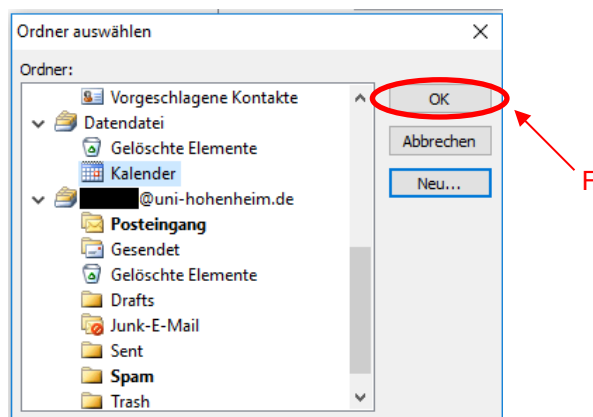 Ordner auswählen
Ordner:
Vorgeschlagene Kontakte
OK
Datendatei
Gelöschte Elemente
Abbrechen
Kalender
Neu...
F
@uni-hohenheim.de
Posteingang
Gesendet
Gelöschte Elemente
Drafts
Junk-E-Mail
Sent
Spam
Trash